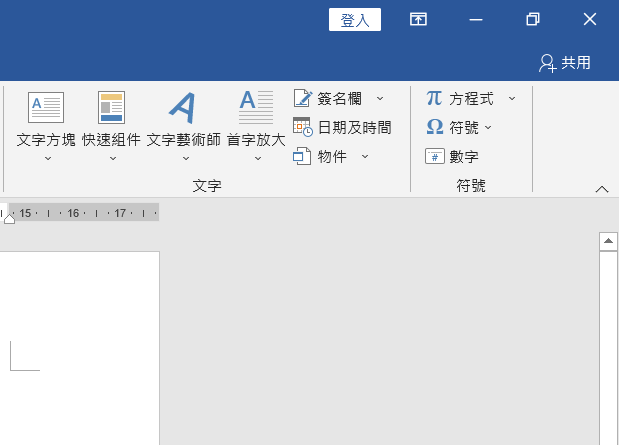 登入
共用
文字方塊 快速組件 文字藝術師 首字放大
簽名欄
日期及時間
物件
文字
π 方程式
Ω 符號
# 數字
符號
15 16 17